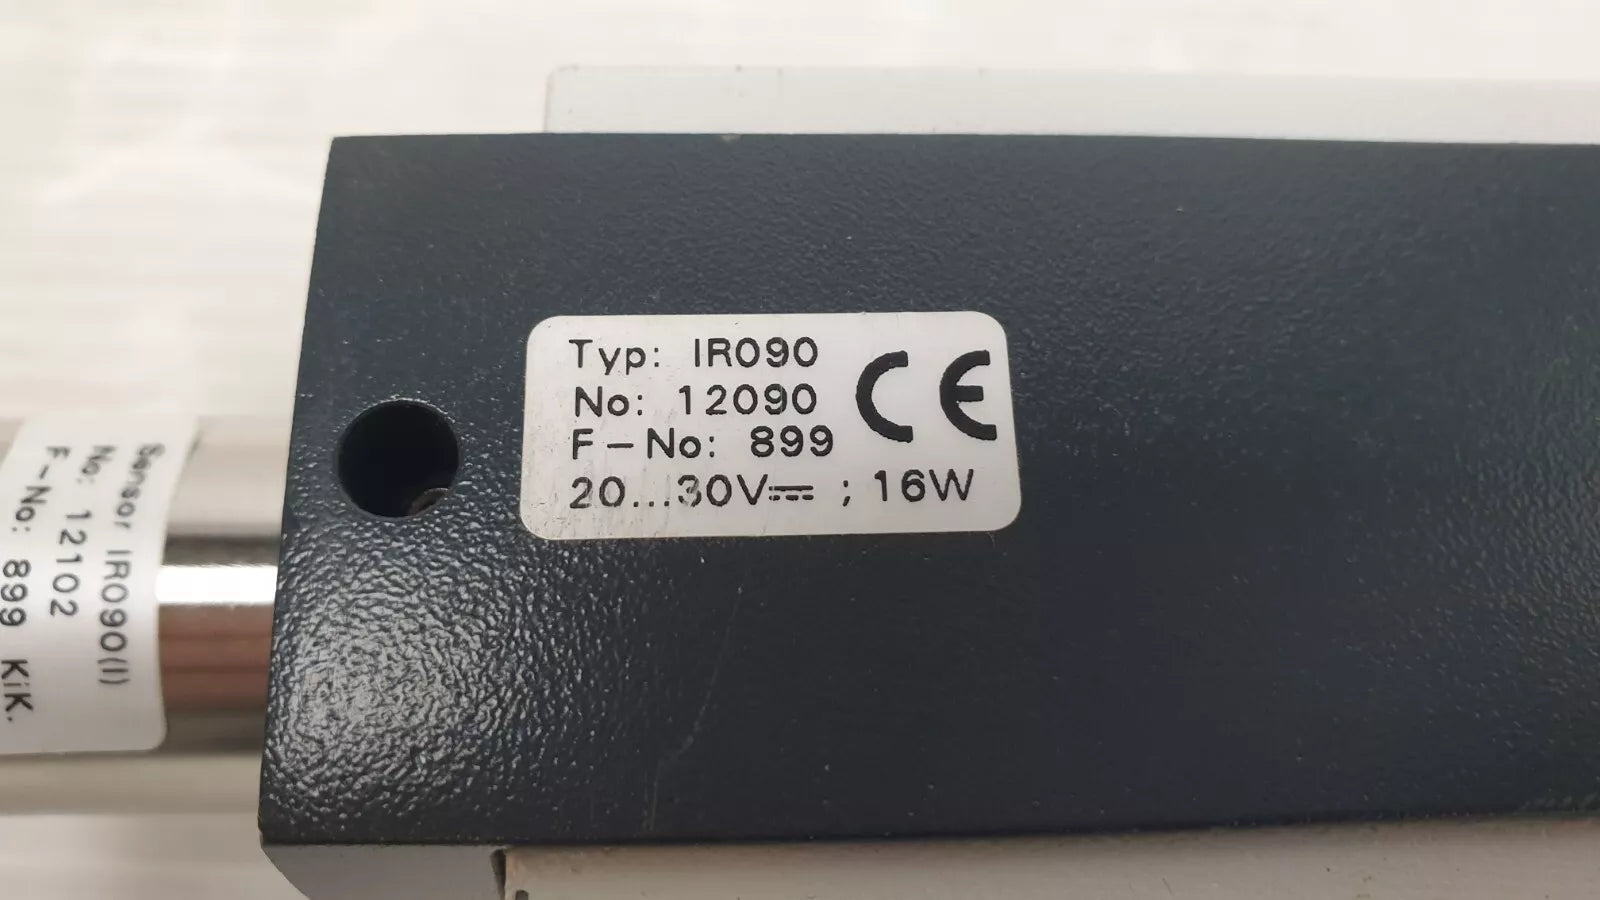 Typ: IR090
No: 12090
F-No: 899
20...30V⎓ ; 16W
CE
Sensor IR090(I)
No: 12102
F-No: 899 KiK.